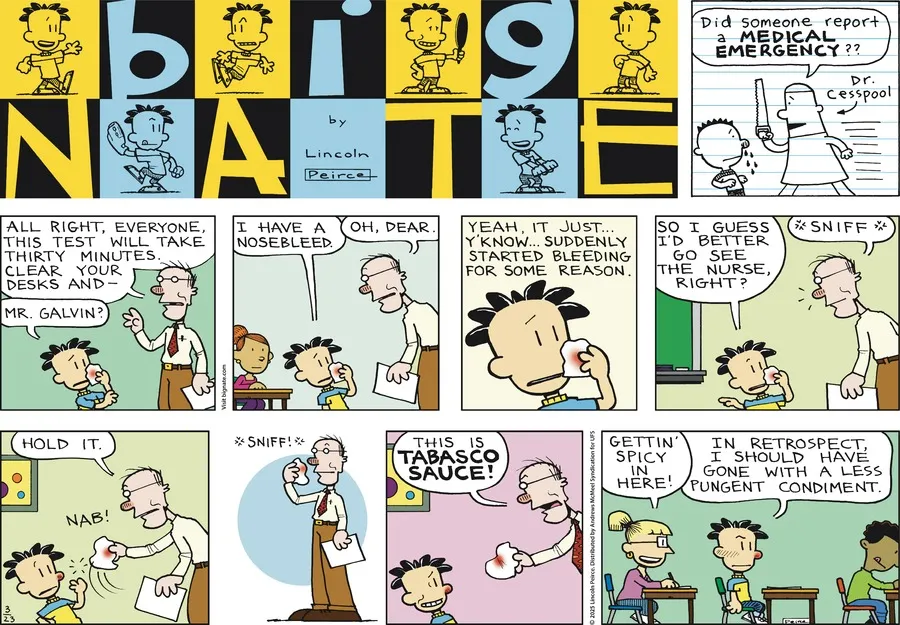 big
NATE
by
Lincoln
Peirce
Did someone report
a MEDICAL
EMERGENCY??
Dr.
Cesspool
ALL RIGHT, EVERYONE,
THIS TEST WILL TAKE
THIRTY MINUTES.
CLEAR YOUR
DESKS AND—
MR. GALVIN?
Visit bignate.com
I HAVE A
NOSEBLEED.
OH, DEAR.
YEAH, IT JUST...
Y'KNOW... SUDDENLY
STARTED BLEEDING
FOR SOME REASON.
SO I GUESS
I'D BETTER
GO SEE
THE NURSE,
RIGHT?
SNIFF
HOLD IT.
NAB!
3
23
SNIFF!
THIS IS
TABASCO
SAUCE!
© 2025 Lincoln Peirce. Distributed by Andrews McMeel Syndication for UFS
GETTIN'
SPICY
IN
HERE!
IN RETROSPECT,
I SHOULD HAVE
GONE WITH A LESS
PUNGENT CONDIMENT.
Peirce